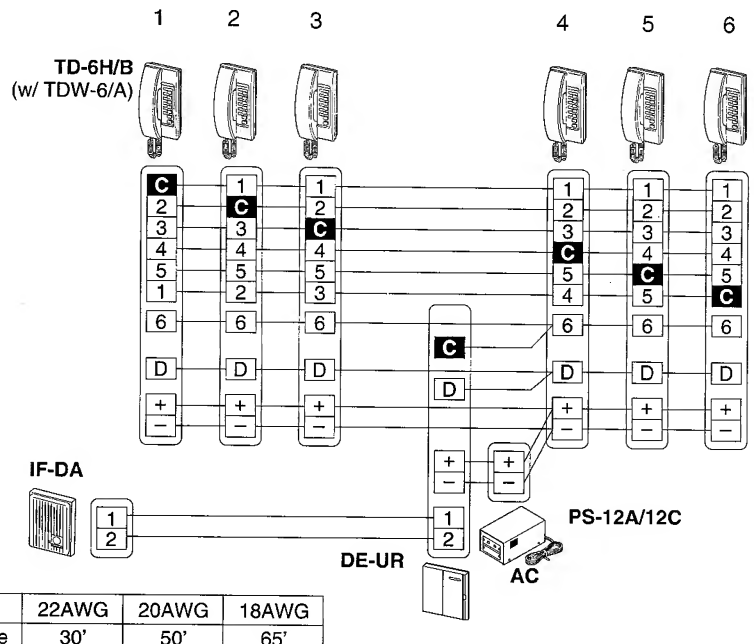 1 2 3 4 5 6
TD-6H/B
(w/ TDW-6/A)
C 1 1 1 1 1
2 C 2 2 2 2
3 3 C 3 3 3
4 4 4 C 4 4
5 5 5 5 C 5
1 2 3 4 5 C
6 6 6 6 6 6
C
D D D D D D
D
+ + + + + +
− − − − − −
+ +
− −
IF-DA
1 1
2 2
PS-12A/12C
DE-UR
AC
22AWG 20AWG 18AWG
e 30' 50' 65'